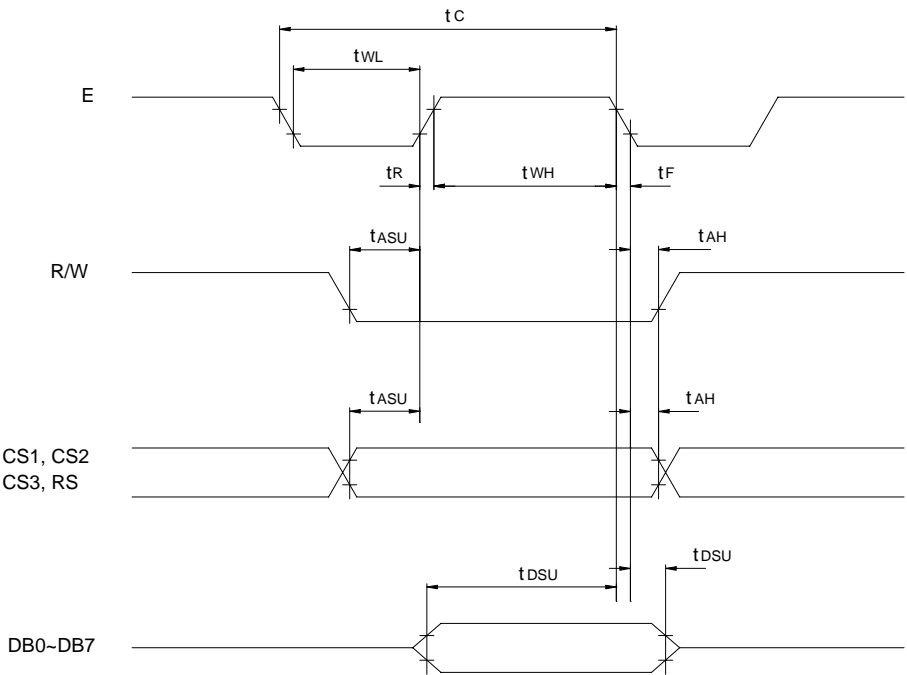 tC
tWL
E
tR
tWH
tF
tASU
tAH
R/W
tASU
tAH
CS1, CS2
CS3, RS
tDSU
tDSU
DB0~DB7